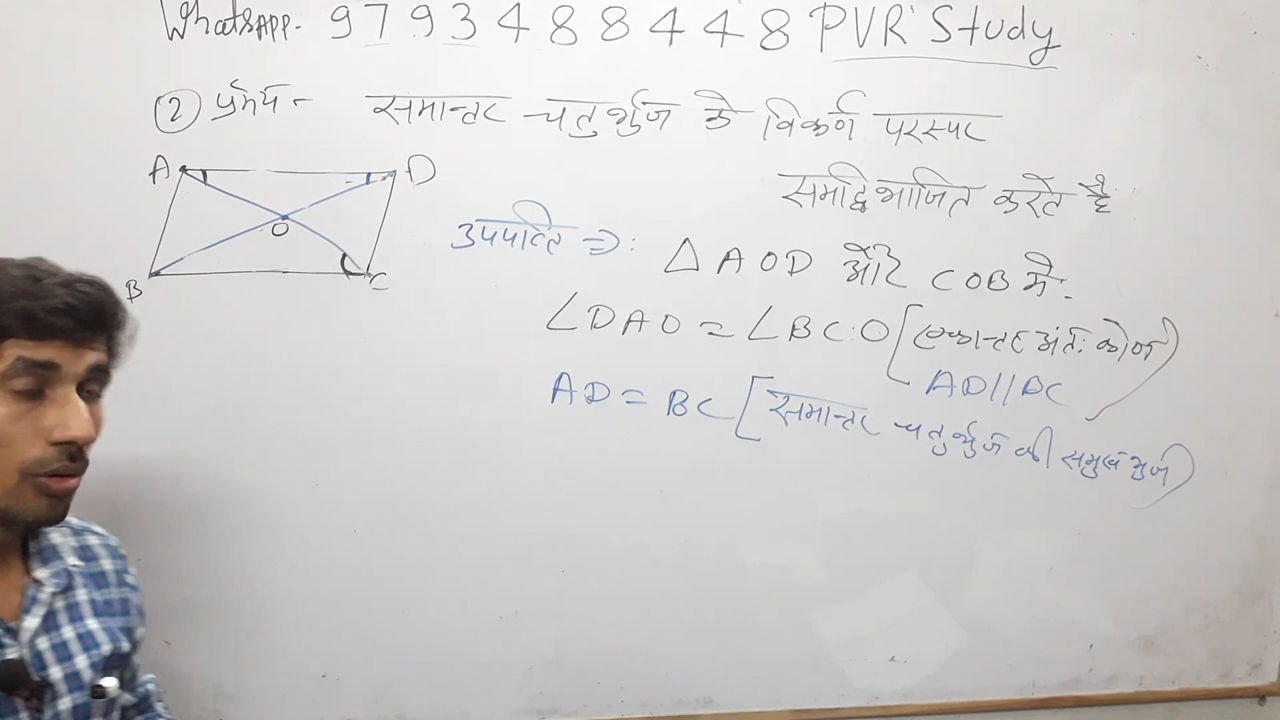 WhatsAPP- 9793488448 PVR Study
② प्रमेय - समान्तर चतुर्भुज के विकर्ण परस्पर
समद्विभाजित करते है
A D
O
B C
उपपत्ति ⇒: △ AOD और COB में.
∠DAO = ∠BCO [एकान्तर अंतः कोण)
AD//DC
AD = BC [समान्तर चतुर्भुज की समुख भुजा)